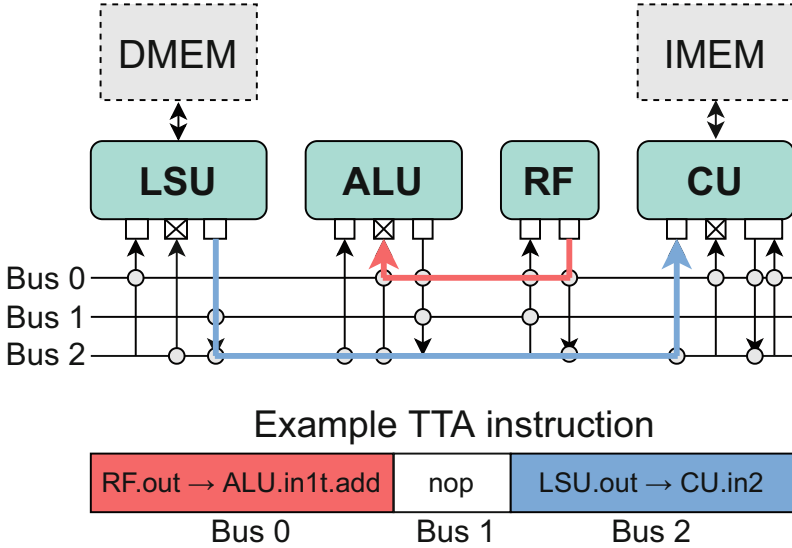 DMEM IMEM
LSU ALU RF CU
Bus 0
Bus 1
Bus 2
Example TTA instruction
RF.out → ALU.in1t.add nop LSU.out → CU.in2
Bus 0 Bus 1 Bus 2